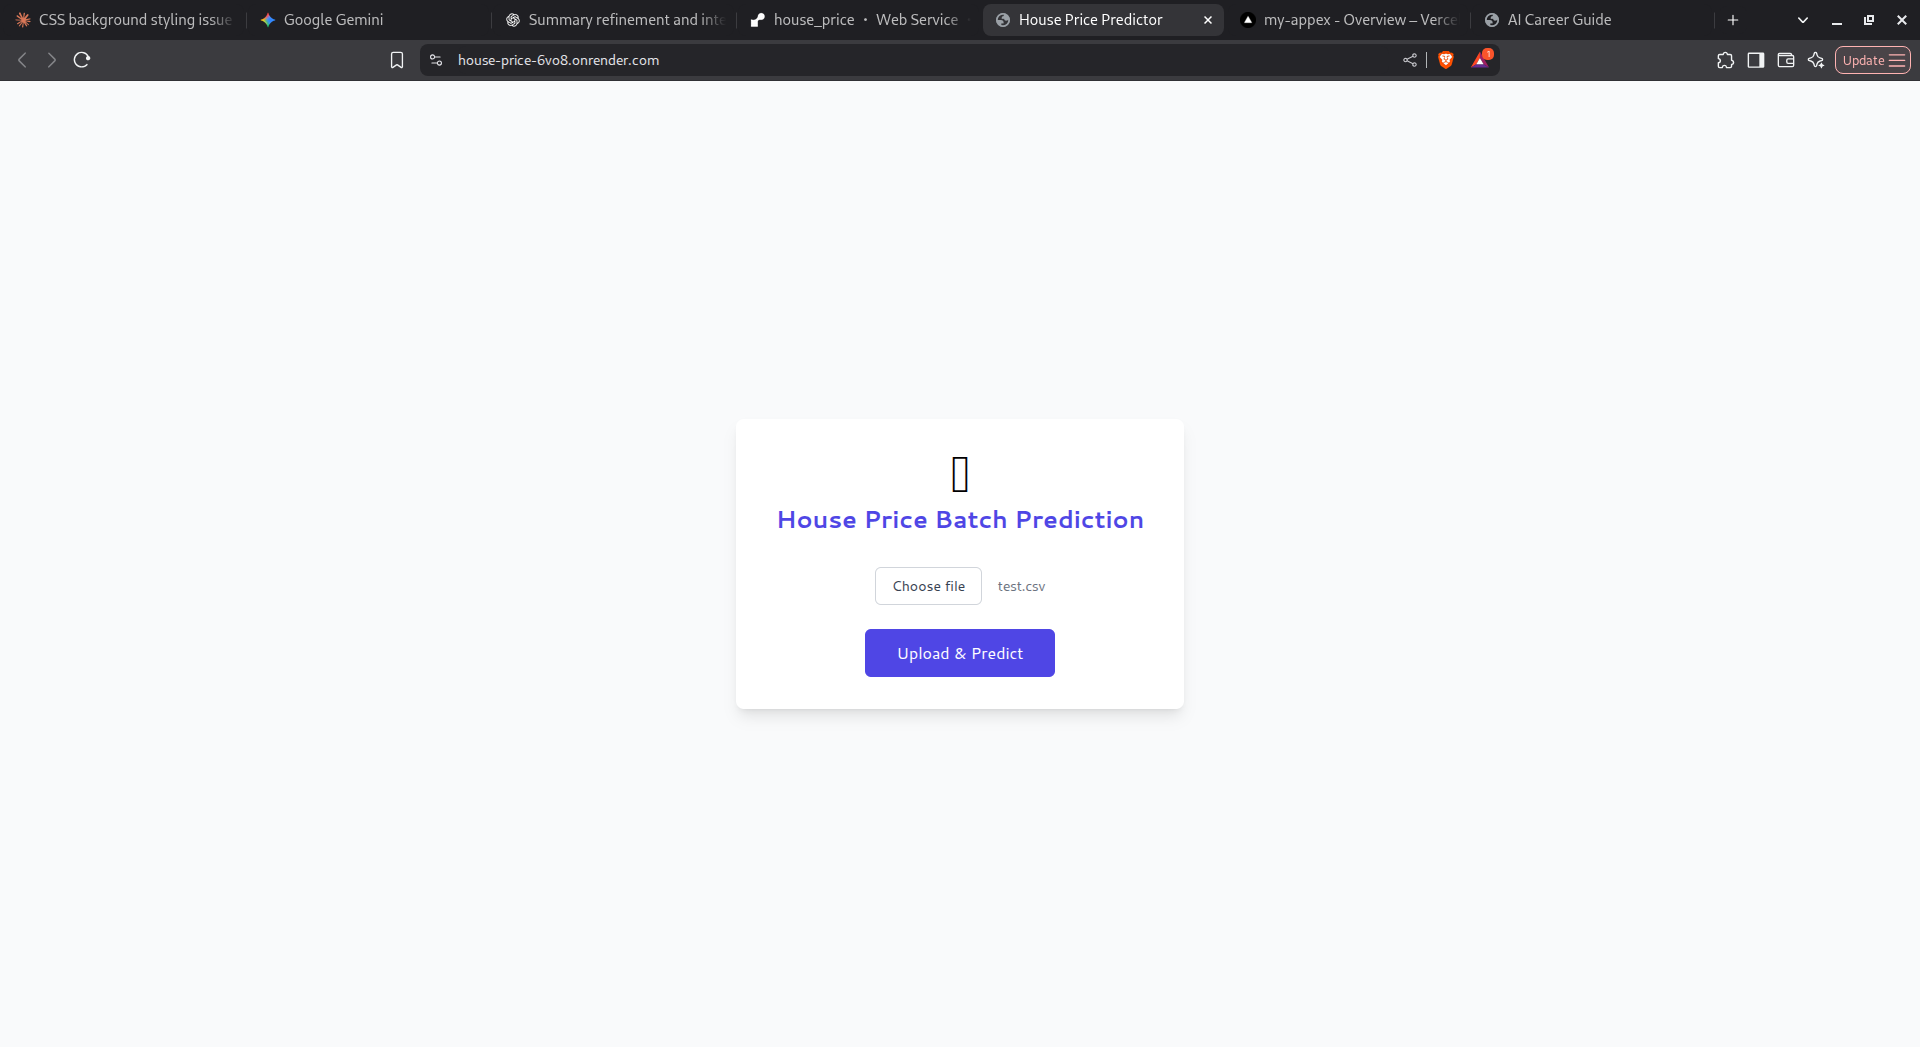 CSS background styling issue
Google Gemini
Summary refinement and inte
house_price • Web Service
House Price Predictor
my-appex - Overview – Verce
AI Career Guide
house-price-6vo8.onrender.com
1
Update
House Price Batch Prediction
Choose file
test.csv
Upload & Predict